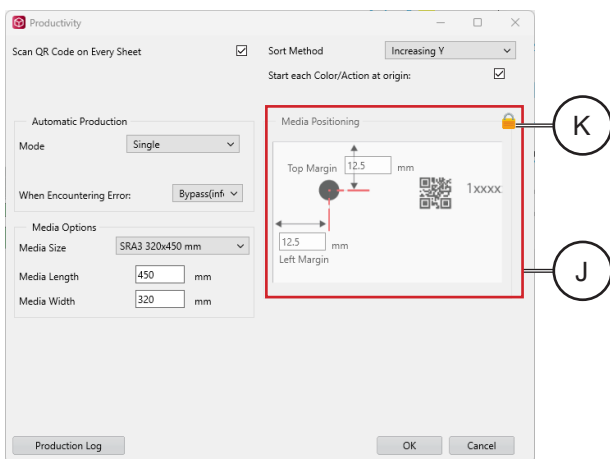 Productivity
Scan QR Code on Every Sheet
Sort Method Increasing Y
Start each Color/Action at origin:
Automatic Production
Mode Single
When Encountering Error: Bypass(info
Media Options
Media Size SRA3 320x450 mm
Media Length 450 mm
Media Width 320 mm
Media Positioning
Top Margin 12.5 mm
1xxxx
12.5 mm
Left Margin
K
J
Production Log
OK
Cancel